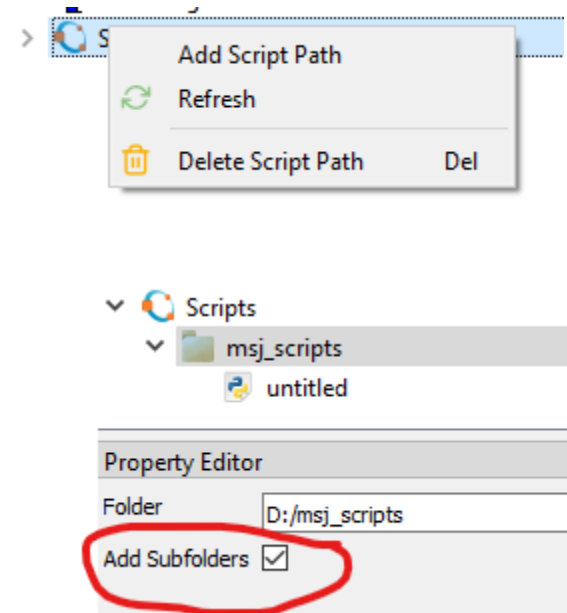 S
Add Script Path
Refresh
Delete Script Path Del
Scripts
msj_scripts
untitled
Property Editor
Folder D:/msj_scripts
Add Subfolders